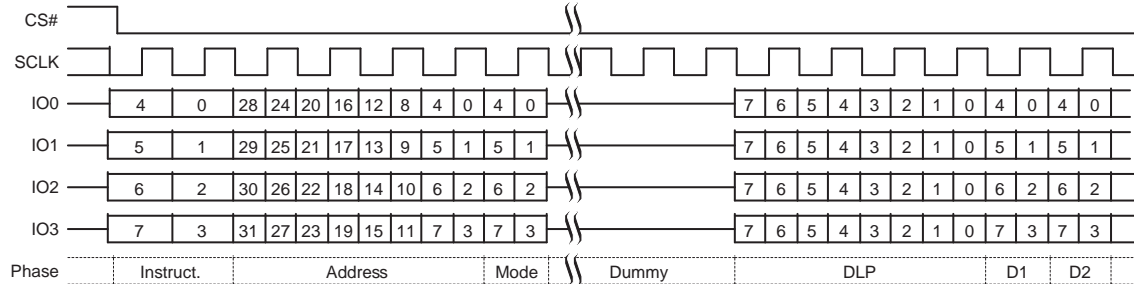 CS#
SCLK
IO0 4 0 28 24 20 16 12 8 4 0 4 0 7 6 5 4 3 2 1 0 4 0 4 0
IO1 5 1 29 25 21 17 13 9 5 1 5 1 7 6 5 4 3 2 1 0 5 1 5 1
IO2 6 2 30 26 22 18 14 10 6 2 6 2 7 6 5 4 3 2 1 0 6 2 6 2
IO3 7 3 31 27 23 19 15 11 7 3 7 3 7 6 5 4 3 2 1 0 7 3 7 3
Phase Instruct. Address Mode Dummy DLP D1 D2